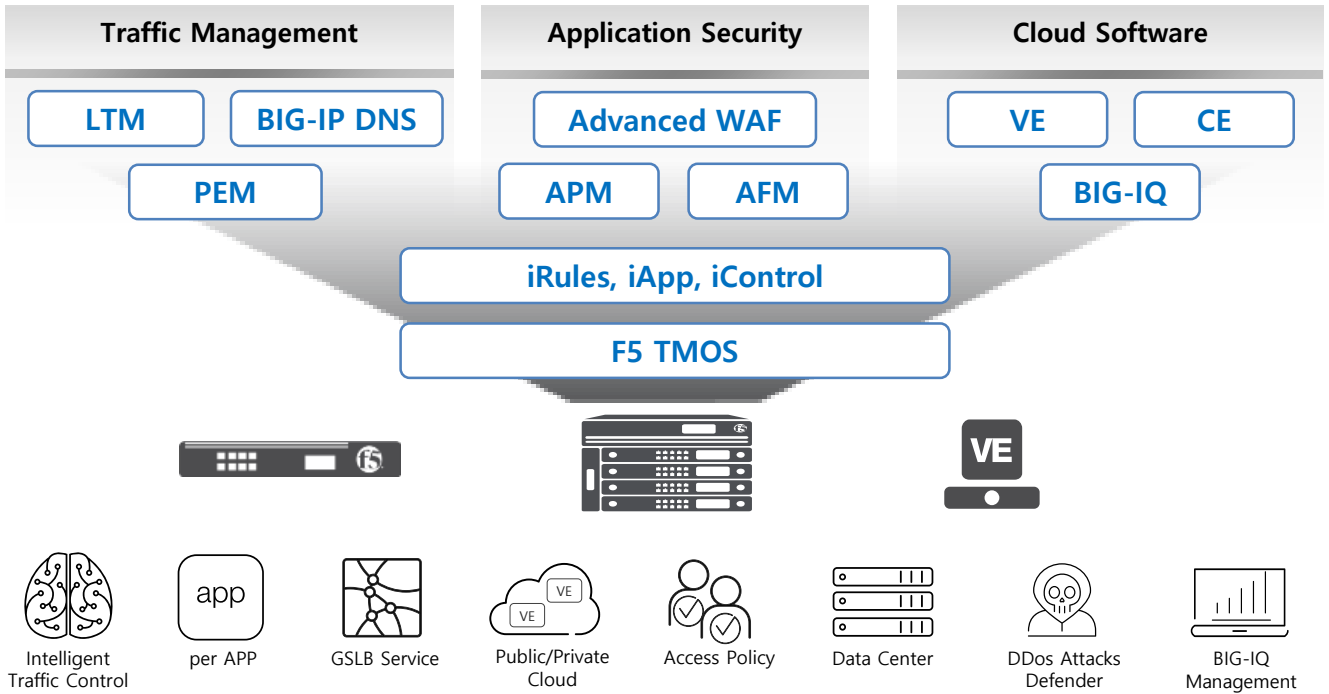 Traffic Management
Application Security
Cloud Software
LTM
BIG-IP DNS
Advanced WAF
VE
CE
PEM
APM
AFM
BIG-IQ
iRules, iApp, iControl
F5 TMOS
f5
f5
VE
app
VE
VE
Intelligent
Traffic Control
per APP
GSLB Service
Public/Private
Cloud
Access Policy
Data Center
DDos Attacks
Defender
BIG-IQ
Management